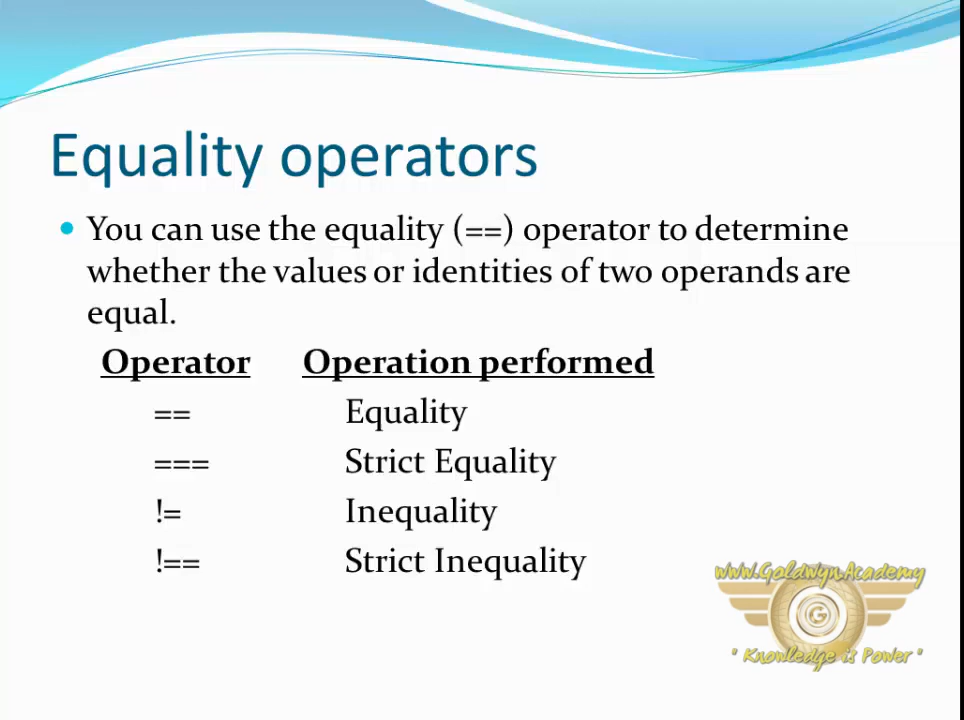 Equality operators
You can use the equality (==) operator to determine
whether the values or identities of two operands are
equal.
Operator Operation performed
== Equality
=== Strict Equality
!= Inequality
!== Strict Inequality
www.GoldwynAcademy
G
" Knowledge is Power "